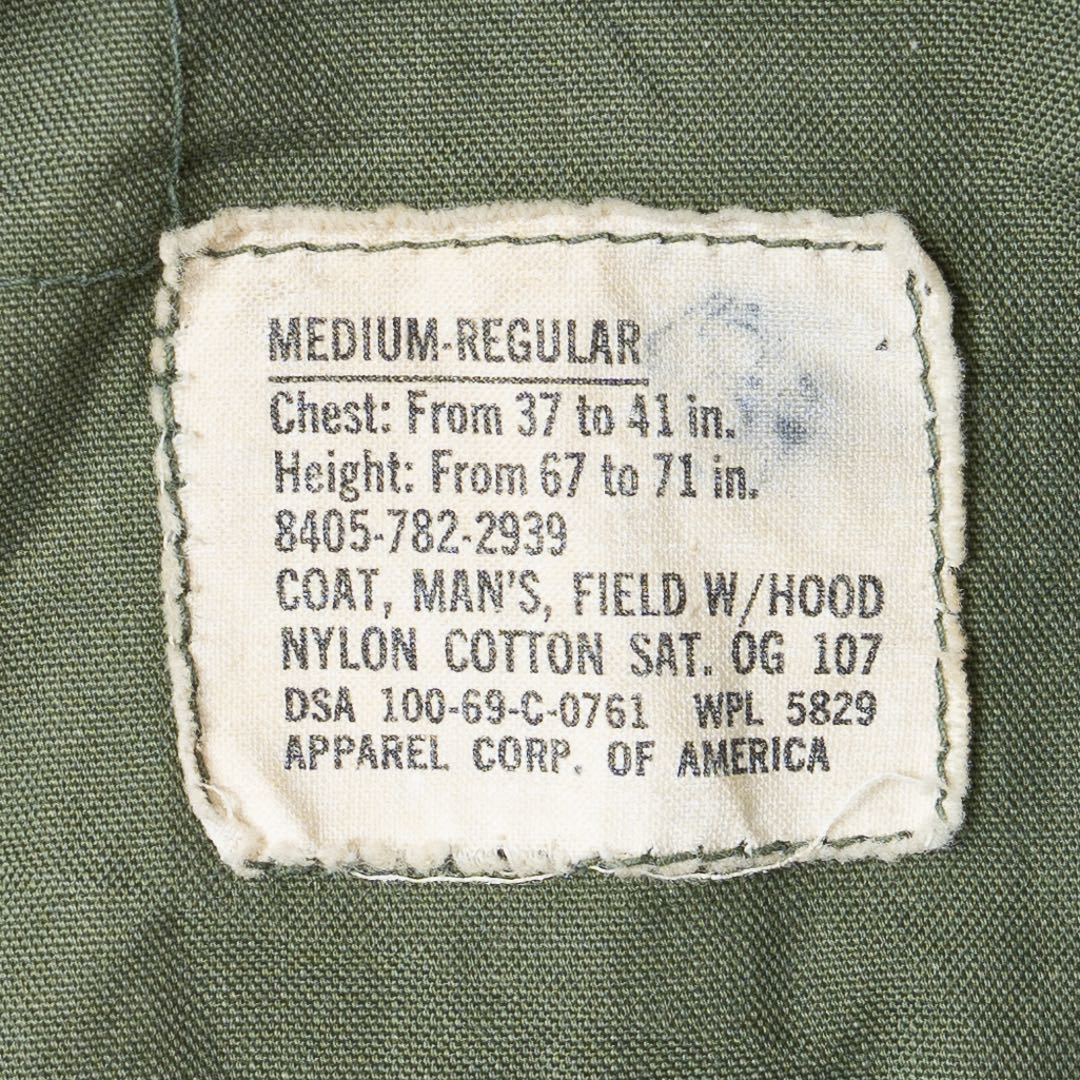 MEDIUM-REGULAR
Chest: From 37 to 41 in.
Height: From 67 to 71 in.
8405-782-2939
COAT, MAN'S, FIELD W/HOOD
NYLON COTTON SAT. OG 107
DSA 100-69-C-0761 WPL 5829
APPAREL CORP. OF AMERICA